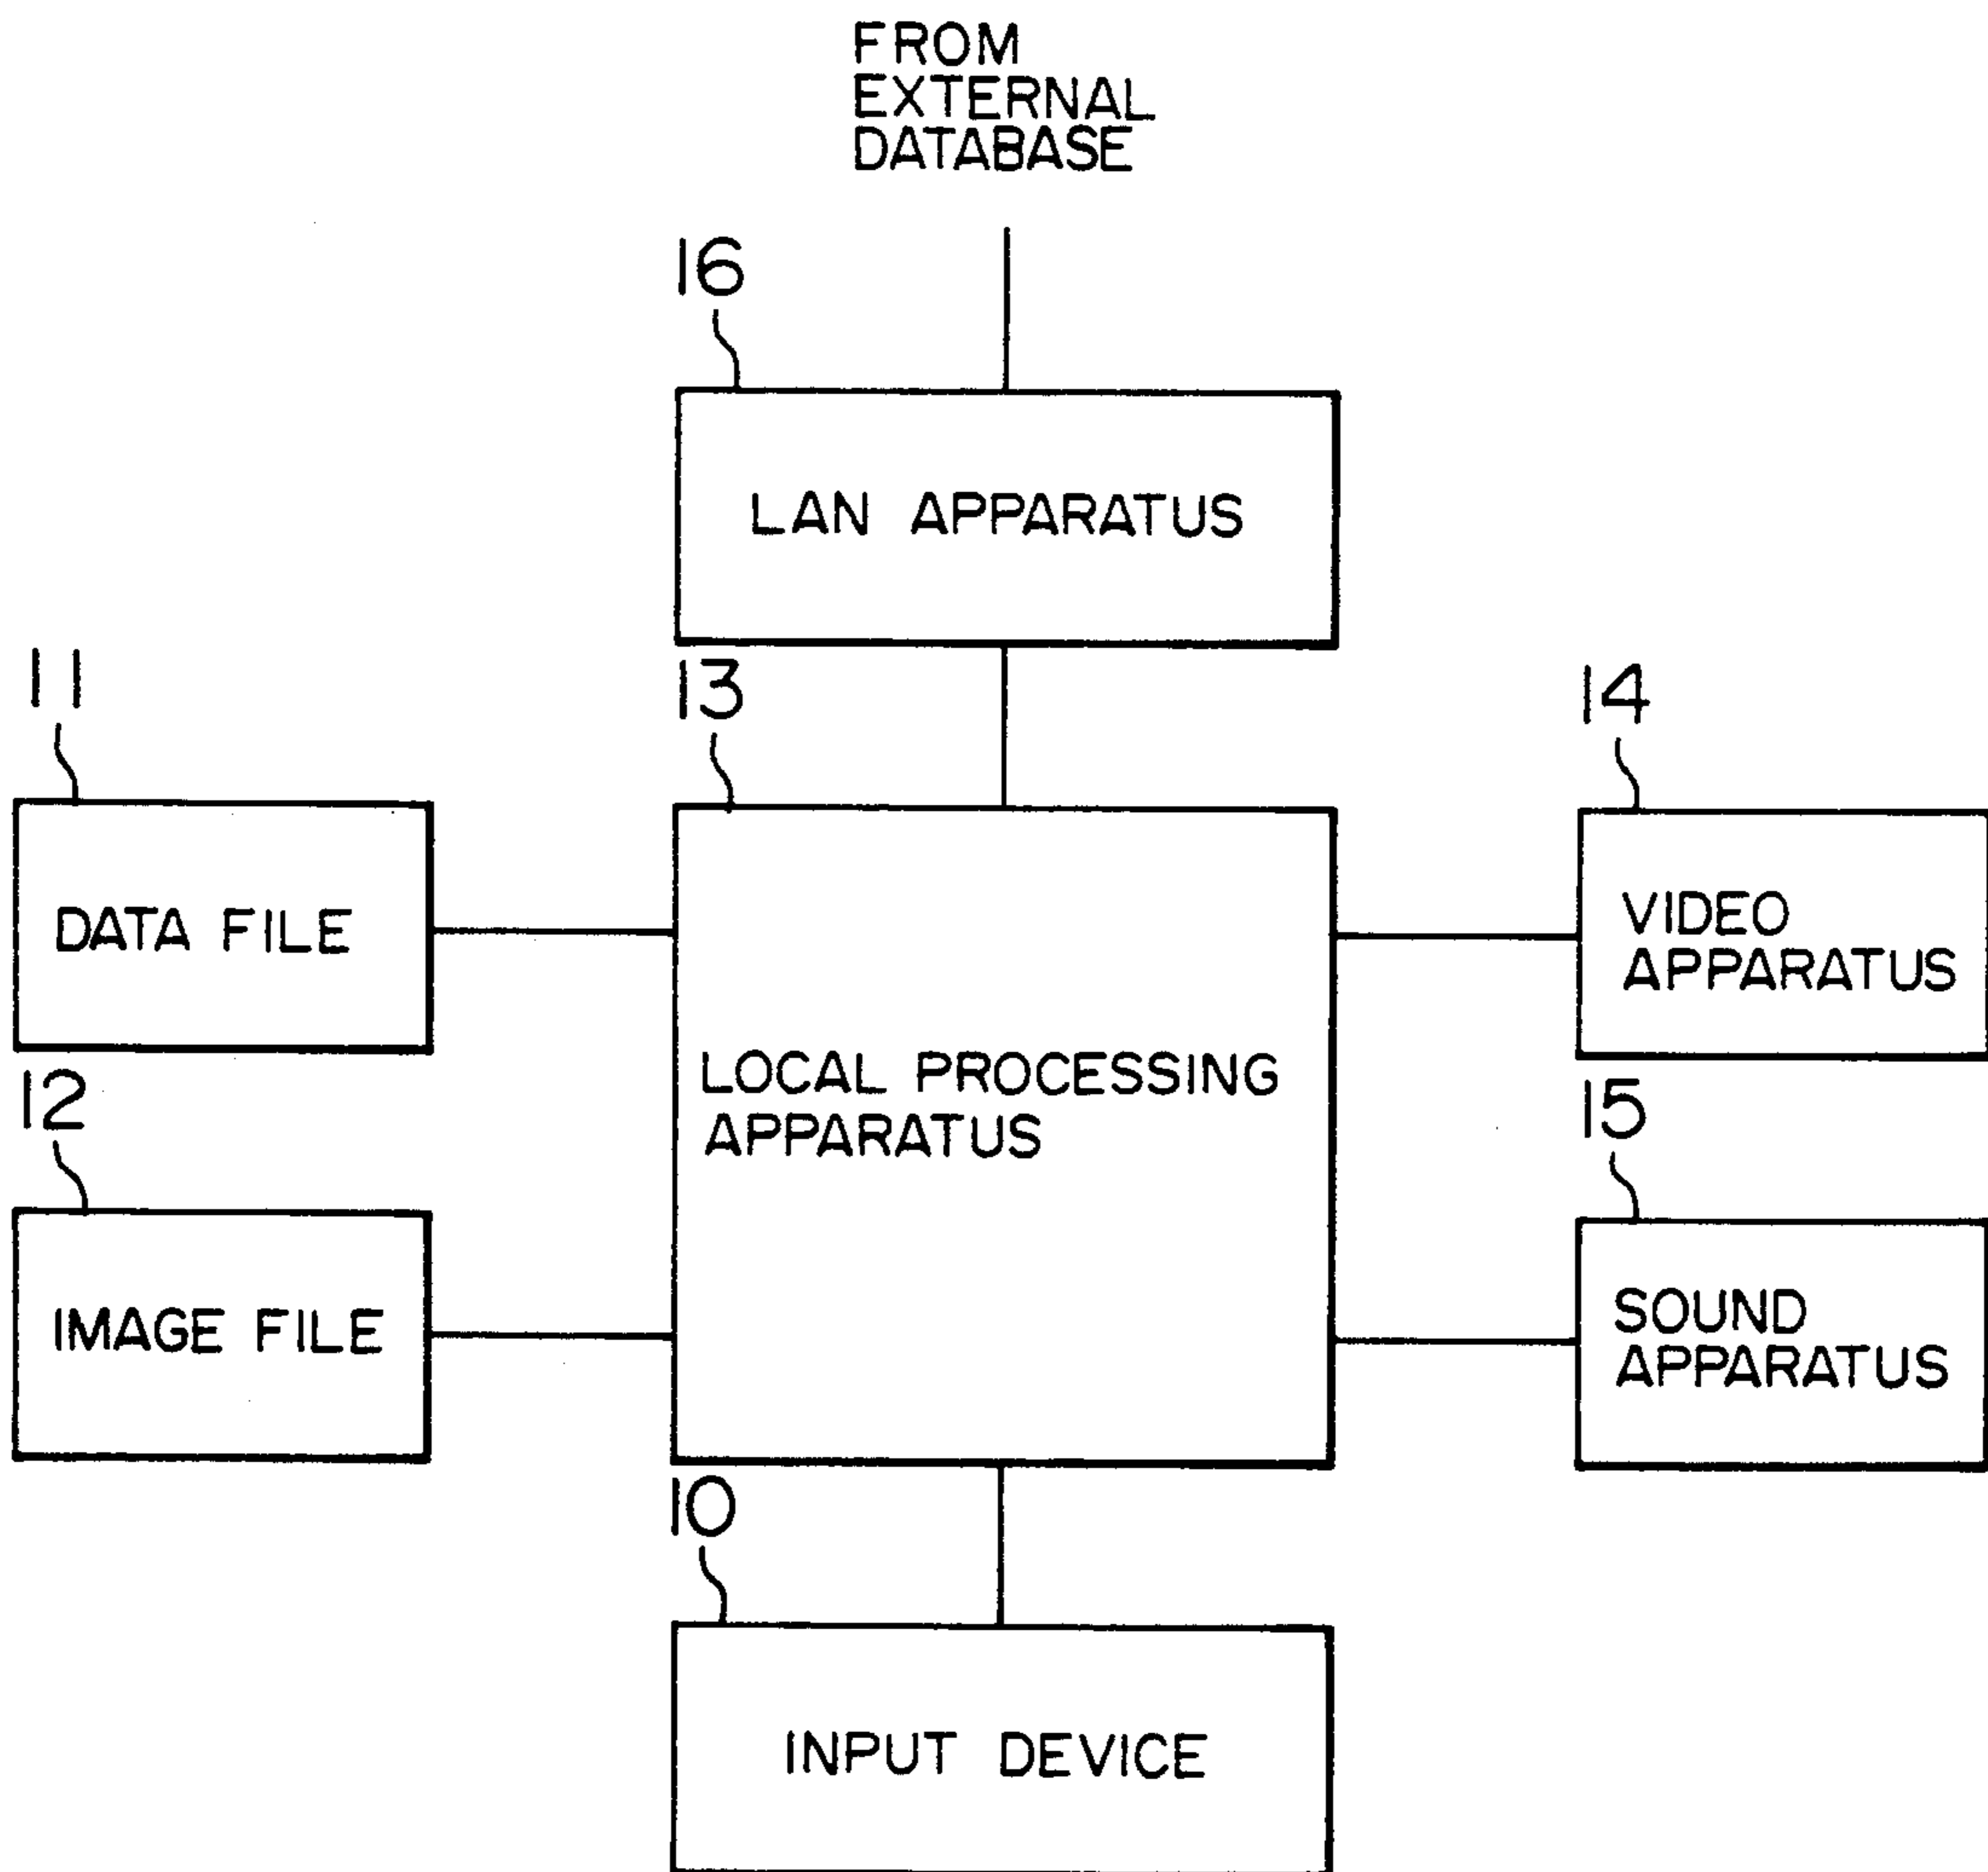 FROM
EXTERNAL
DATABASE
16
LAN APPARATUS
11
13
14
DATA FILE
LOCAL PROCESSING
APPARATUS
VIDEO
APPARATUS
12
15
IMAGE FILE
SOUND
APPARATUS
10
INPUT DEVICE